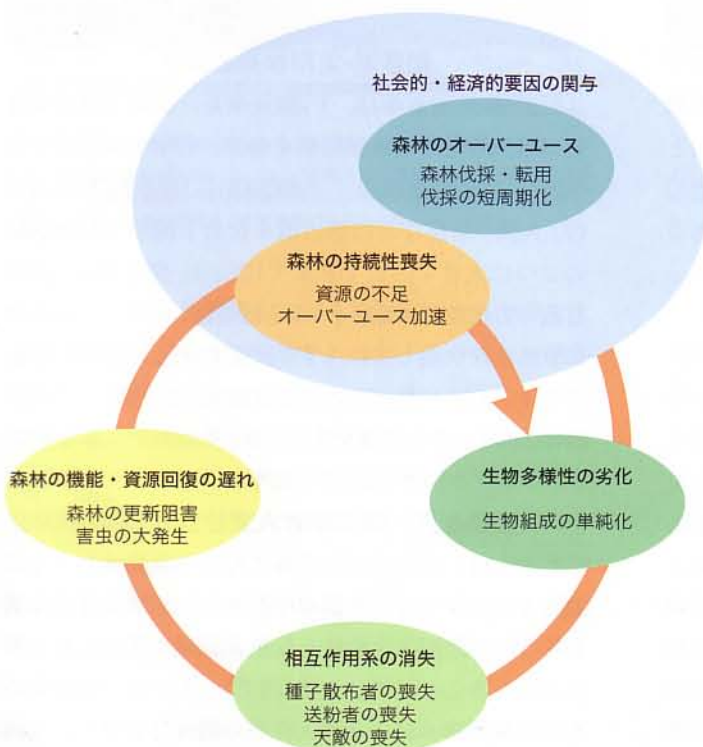 社会的・経済的要因の関与
森林のオーバーユース
森林伐採・転用
伐採の短周期化
森林の持続性喪失
資源の不足
オーバーユース加速
生物多様性の劣化
生物組成の単純化
森林の機能・資源回復の遅れ
森林の更新阻害
害虫の大発生
相互作用系の消失
種子散布者の喪失
送粉者の喪失
天敵の喪失